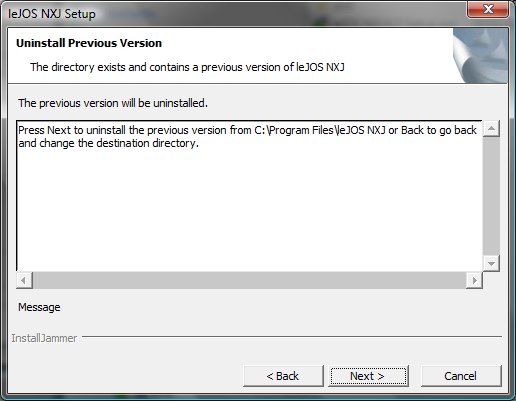 leJOS NXJ Setup
Uninstall Previous Version
The directory exists and contains a previous version of leJOS NXJ
The previous version will be uninstalled.
Press Next to uninstall the previous version from C:\Program Files\leJOS NXJ or Back to go back
and change the destination directory.
Message
InstallJammer
< Back
Next >
Cancel